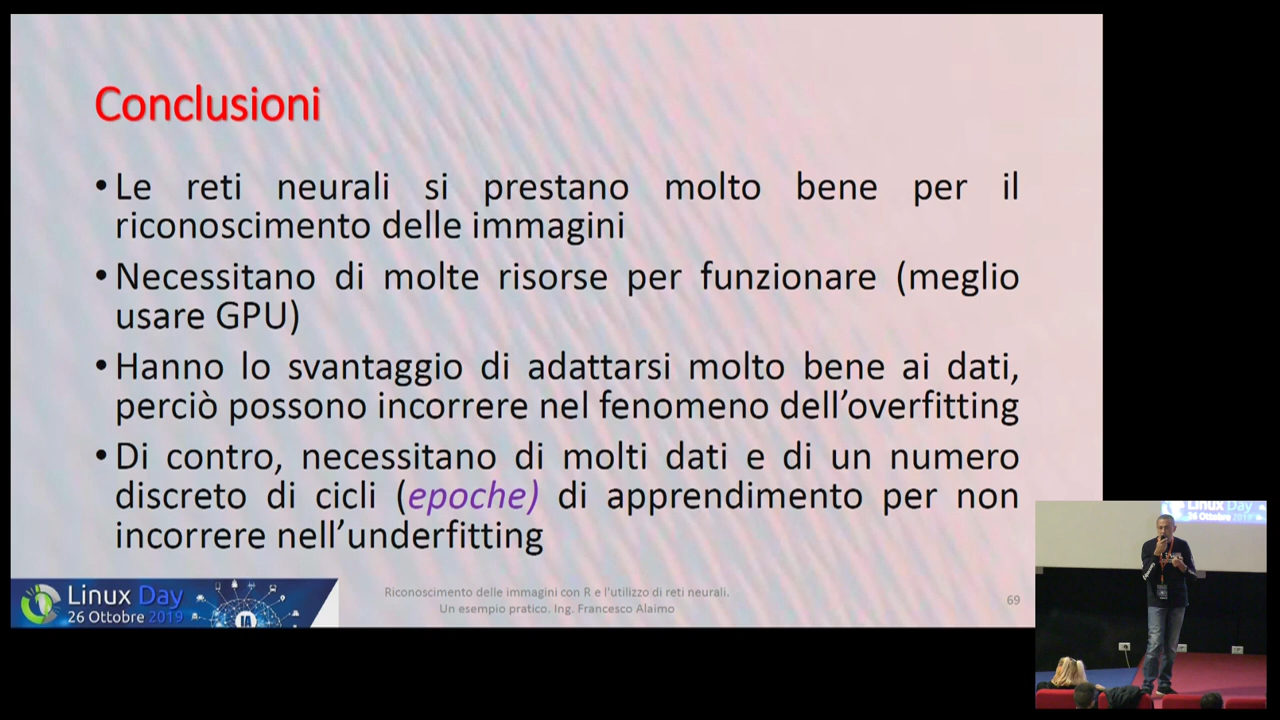 Conclusioni
• Le reti neurali si prestano molto bene per il
riconoscimento delle immagini
• Necessitano di molte risorse per funzionare (meglio
usare GPU)
• Hanno lo svantaggio di adattarsi molto bene ai dati,
perciò possono incorrere nel fenomeno dell’overfitting
• Di contro, necessitano di molti dati e di un numero
discreto di cicli (epoche) di apprendimento per non
incorrere nell’underfitting
Linux Day
26 Ottobre 2019
IA
Riconoscimento delle immagini con R e l'utilizzo di reti neurali.
Un esempio pratico. Ing. Francesco Alaimo
69
Linux Day
26 Ottobre 2019